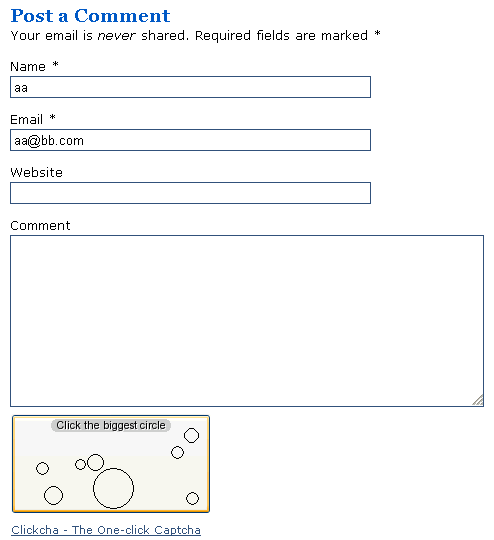 Post a Comment
Your email is never shared. Required fields are marked *
Name *
aa
Email *
aa@bb.com
Website
Comment
Click the biggest circle
Clickcha - The One-click Captcha